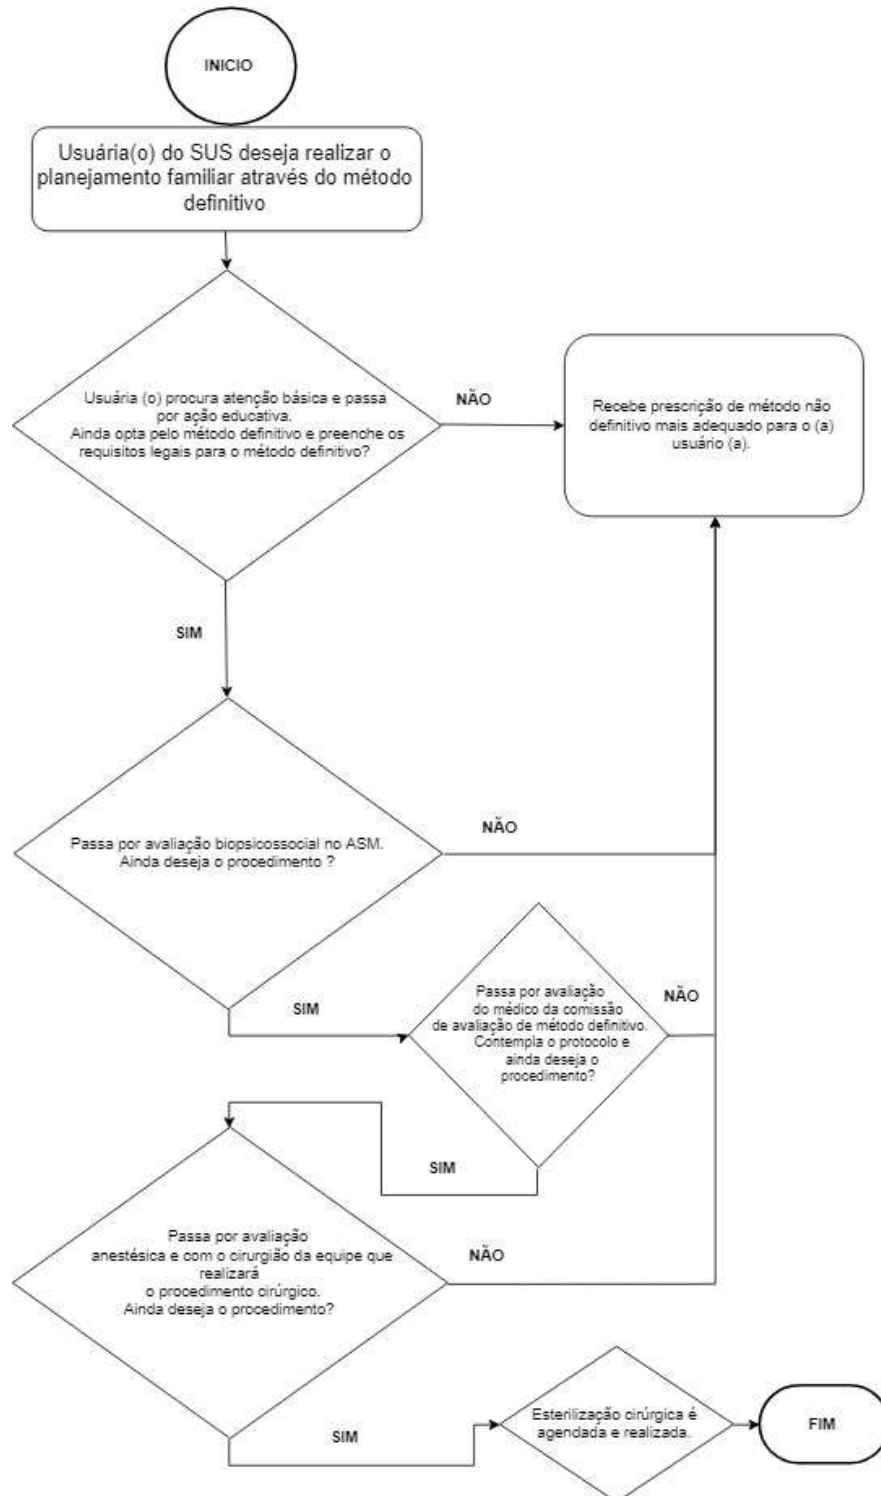 INICIO
Usuária(o) do SUS deseja realizar o
planejamento familiar através do método
definitivo
Usuária (o) procura atenção básica e passa
por ação educativa.
Ainda opta pelo método definitivo e preenche os
requisitos legais para o método definitivo?
NÃO
Recebe prescrição de método não
definitivo mais adequado para o (a)
usuário (a).
SIM
Passa por avaliação biopsicossocial no ASM.
Ainda deseja o procedimento ?
NÃO
SIM
Passa por avaliação
do médico da comissão
de avaliação de método definitivo.
Contempla o protocolo e
ainda deseja o
procedimento?
NÃO
SIM
Passa por avaliação
anestésica e com o cirurgião da equipe que
realizará
o procedimento cirúrgico.
Ainda deseja o procedimento?
NÃO
SIM
Esterilização cirúrgica é
agendada e realizada.
FIM